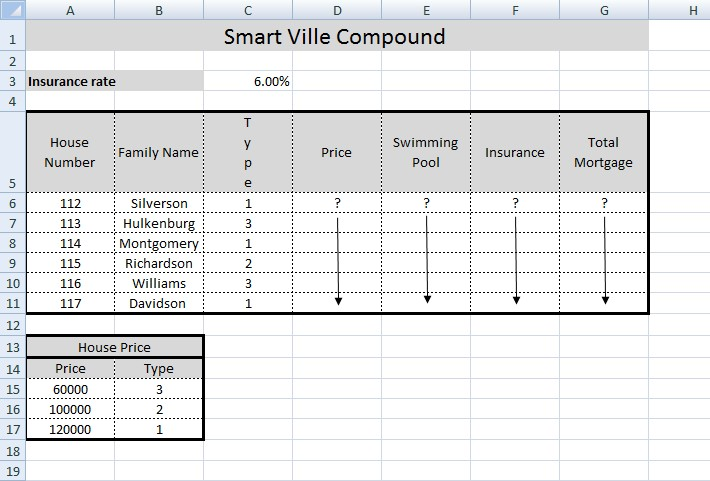 A B C D E F G H
1 Smart Ville Compound
2
3 Insurance rate 6.00%
4
5 House Number Family Name Type Price Swimming Pool Insurance Total Mortgage
6 112 Silverson 1 ? ? ? ?
7 113 Hulkenburg 3
8 114 Montgomery 1
9 115 Richardson 2
10 116 Williams 3
11 117 Davidson 1
12
13 House Price
14 Price Type
15 60000 3
16 100000 2
17 120000 1
18
19